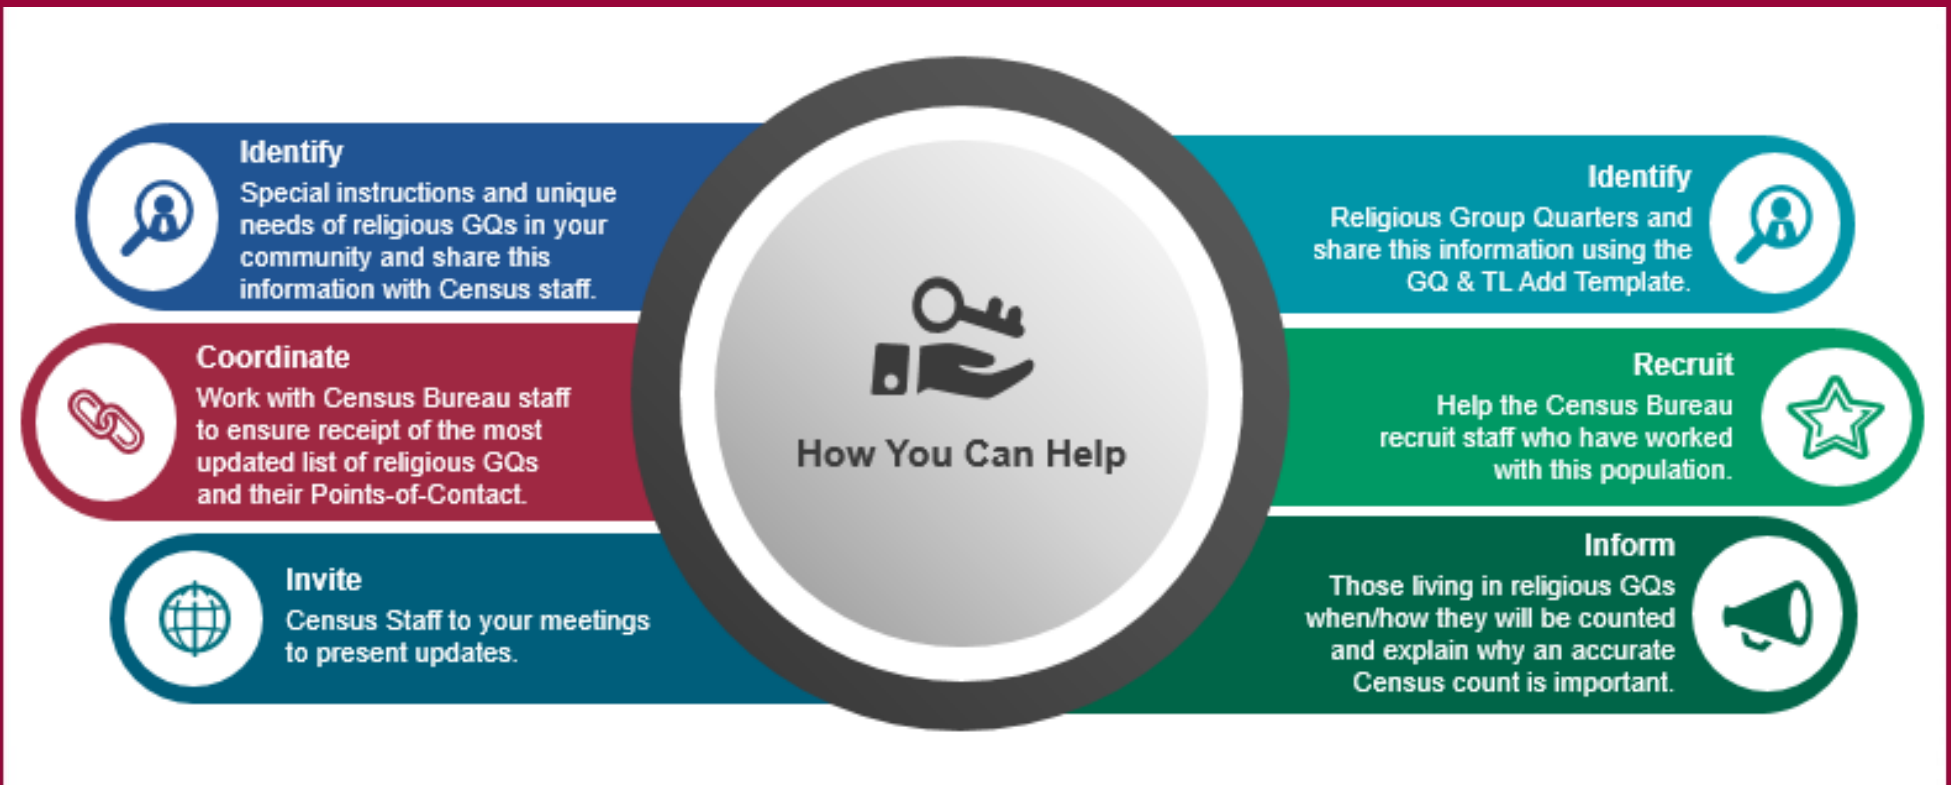 Identify
Special instructions and unique
needs of religious GQs in your
community and share this
information with Census staff.
Coordinate
Work with Census Bureau staff
to ensure receipt of the most
updated list of religious GQs
and their Points-of-Contact.
Invite
Census Staff to your meetings
to present updates.
How You Can Help
Identify
Religious Group Quarters and
share this information using the
GQ & TL Add Template.
Recruit
Help the Census Bureau
recruit staff who have worked
with this population.
Inform
Those living in religious GQs
when/how they will be counted
and explain why an accurate
Census count is important.